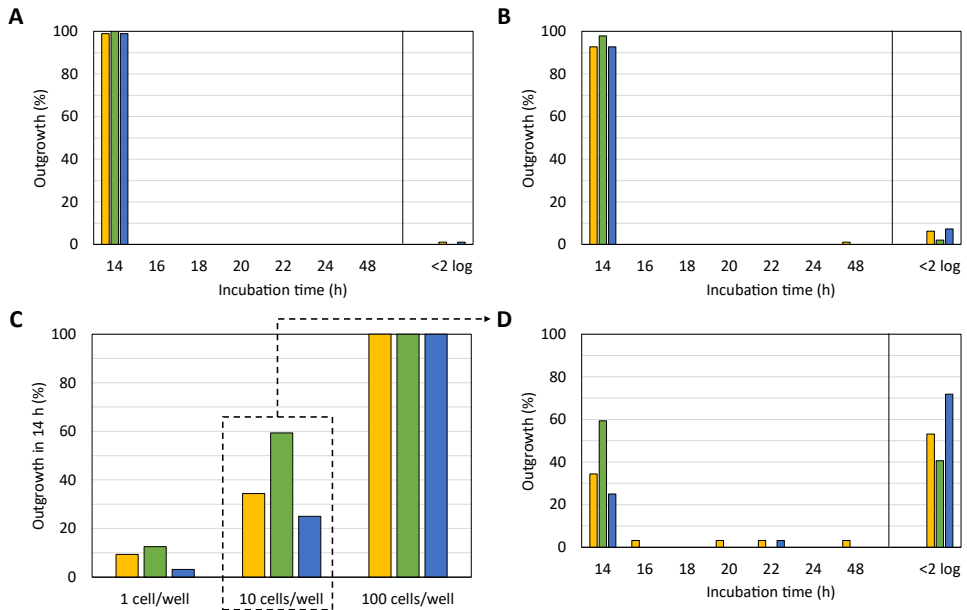 A
Outgrowth (%)
100
80
60
40
20
0
14 16 18 20 22 24 48 <2 log
Incubation time (h)
B
Outgrowth (%)
100
80
60
40
20
0
14 16 18 20 22 24 48 <2 log
Incubation time (h)
C
Outgrowth in 14 h (%)
100
80
60
40
20
0
1 cell/well 10 cells/well 100 cells/well
D
Outgrowth (%)
100
80
60
40
20
0
14 16 18 20 22 24 48 <2 log
Incubation time (h)